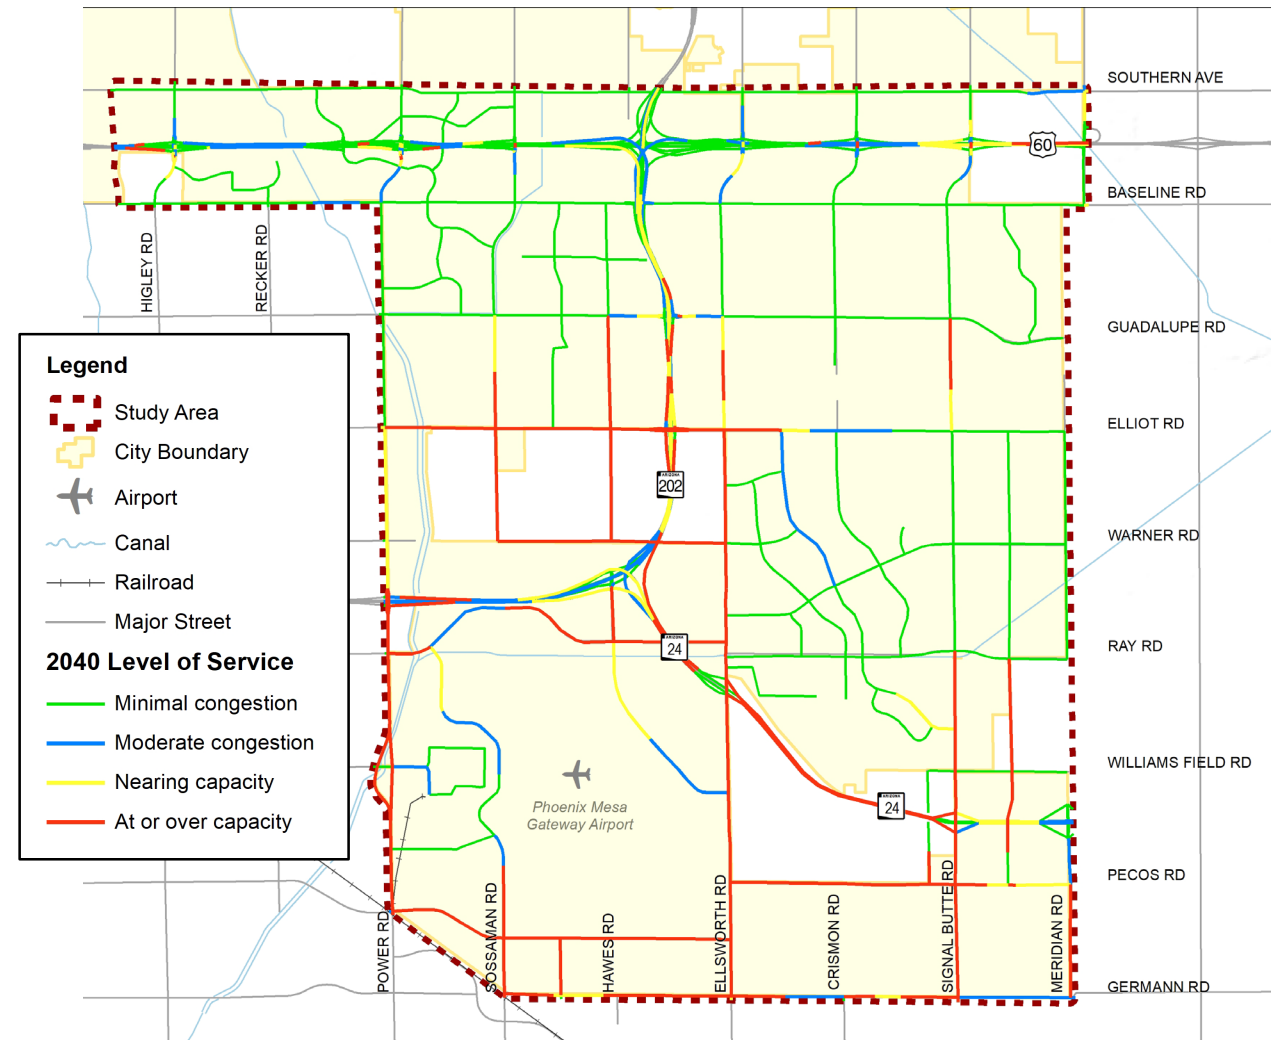 SOUTHERN AVE
60
BASELINE RD
HIGLEY RD
RECKER RD
GUADALUPE RD
Legend
Study Area
City Boundary
Airport
Canal
Railroad
Major Street
2040 Level of Service
Minimal congestion
Moderate congestion
Nearing capacity
At or over capacity
ELLIOT RD
ARIZONA
202
WARNER RD
ARIZONA
24
RAY RD
WILLIAMS FIELD RD
ARIZONA
24
Phoenix Mesa
Gateway Airport
PECOS RD
POWER RD
SOSSAMAN RD
HAWES RD
ELLSWORTH RD
CRISMON RD
SIGNAL BUTTE RD
MERIDIAN RD
GERMANN RD